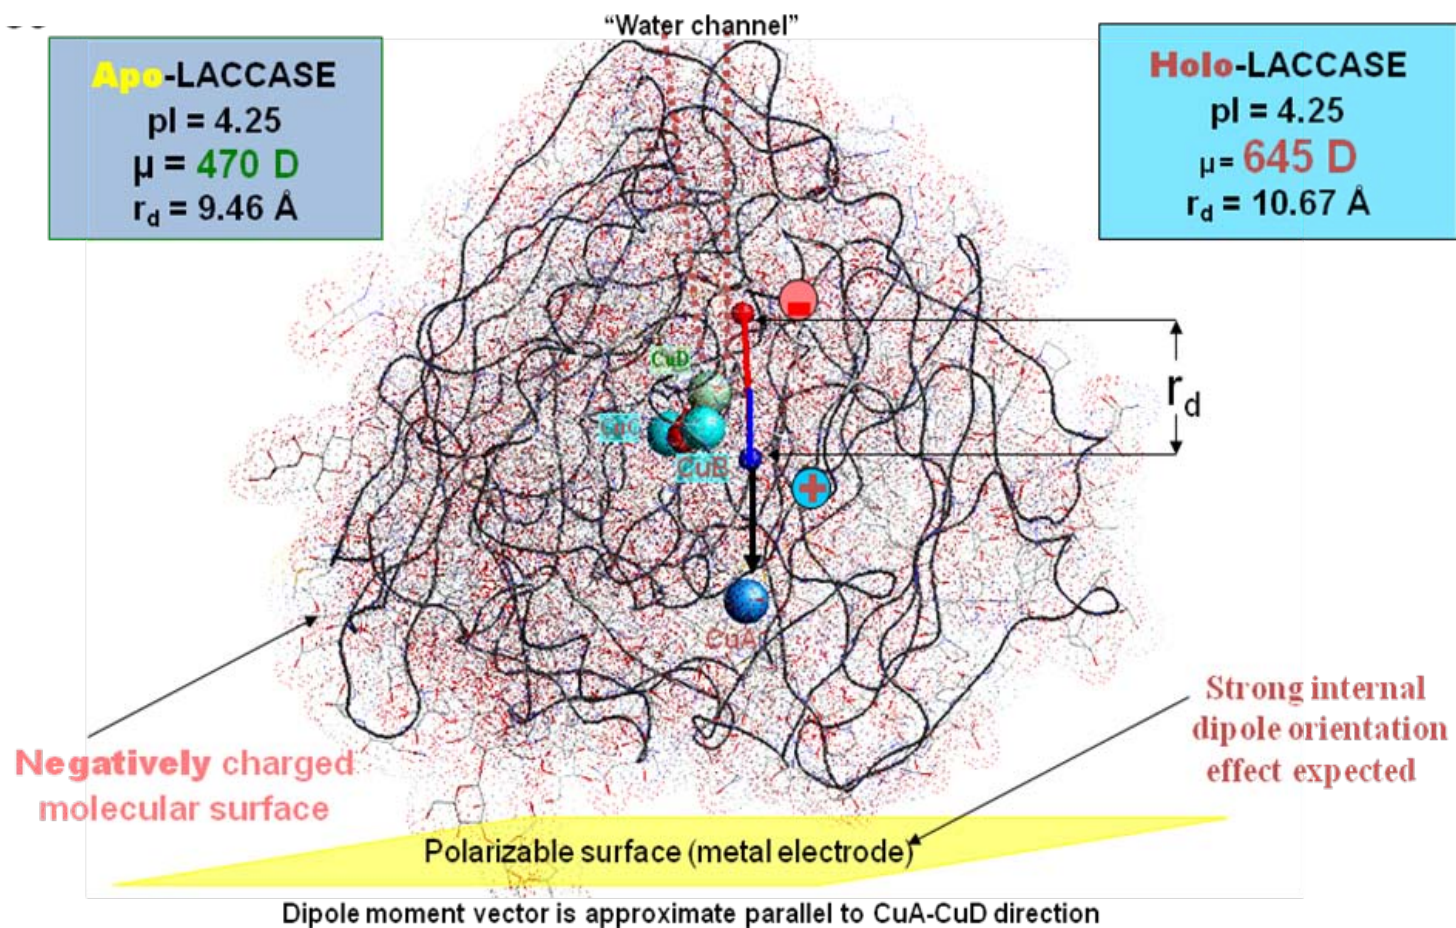 “Water channel”
Apo-LACCASE
pI = 4.25
μ = 470 D
rd = 9.46 Å
Holo-LACCASE
pI = 4.25
μ = 645 D
rd = 10.67 Å
CuD
CuC
CuB
rd
CuA
Negatively charged
molecular surface
Strong internal
dipole orientation
effect expected
Polarizable surface (metal electrode)
Dipole moment vector is approximate parallel to CuA-CuD direction